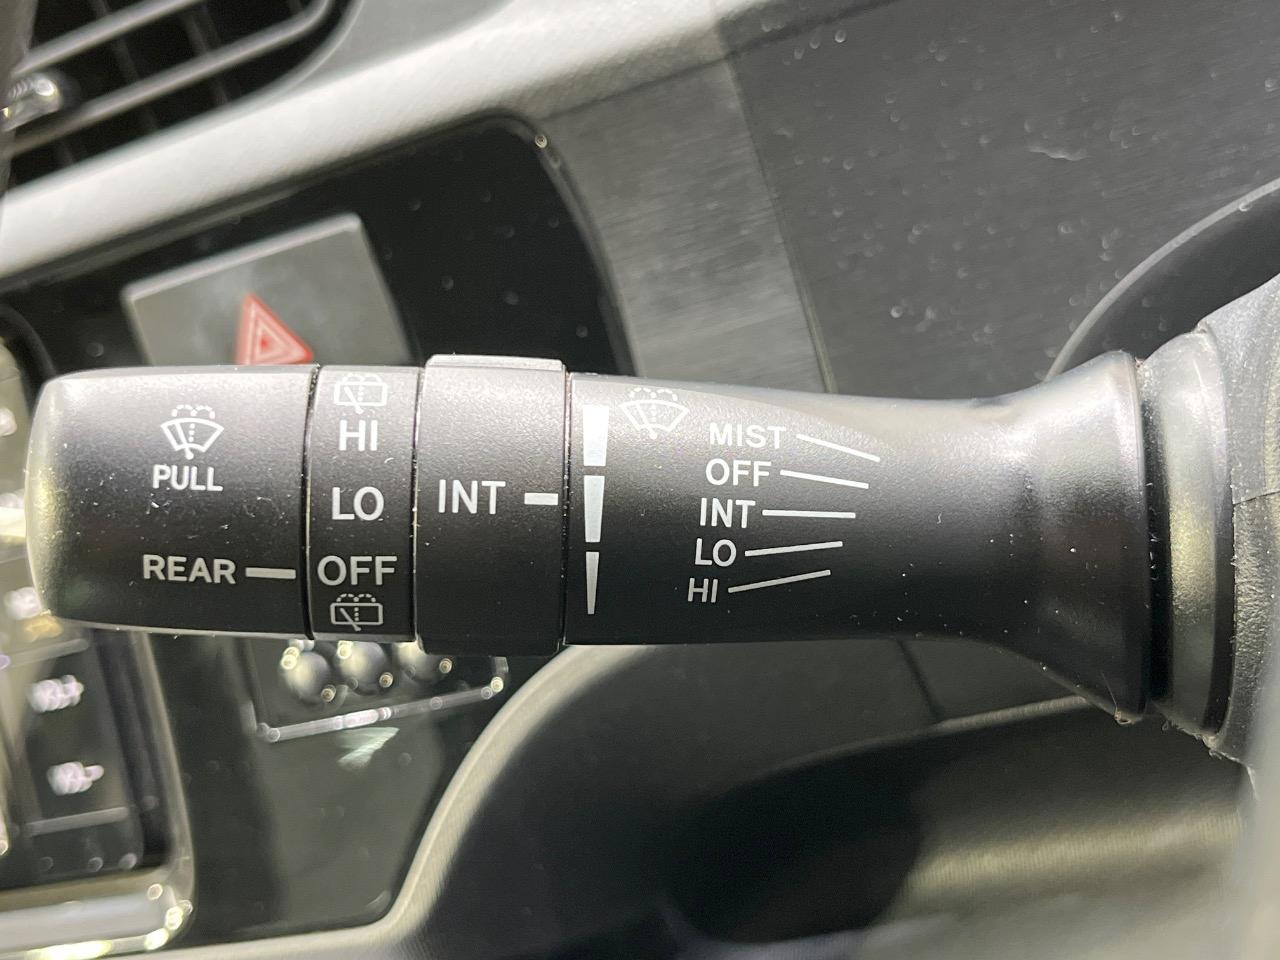 PULL
REAR
HI
LO
OFF
INT
MIST
OFF
INT
LO
HI